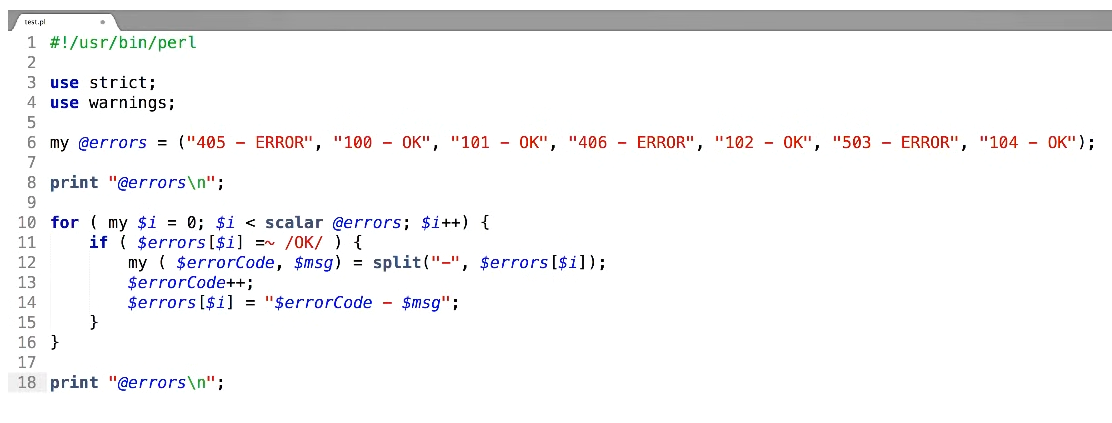 test.pl
1 #!/usr/bin/perl
2
3 use strict;
4 use warnings;
5
6 my @errors = ("405 - ERROR", "100 - OK", "101 - OK", "406 - ERROR", "102 - OK", "503 - ERROR", "104 - OK");
7
8 print "@errors\n";
9
10 for ( my $i = 0; $i < scalar @errors; $i++) {
11     if ( $errors[$i] =~ /OK/ ) {
12         my ( $errorCode, $msg) = split("-", $errors[$i]);
13         $errorCode++;
14         $errors[$i] = "$errorCode - $msg";
15     }
16 }
17
18 print "@errors\n";